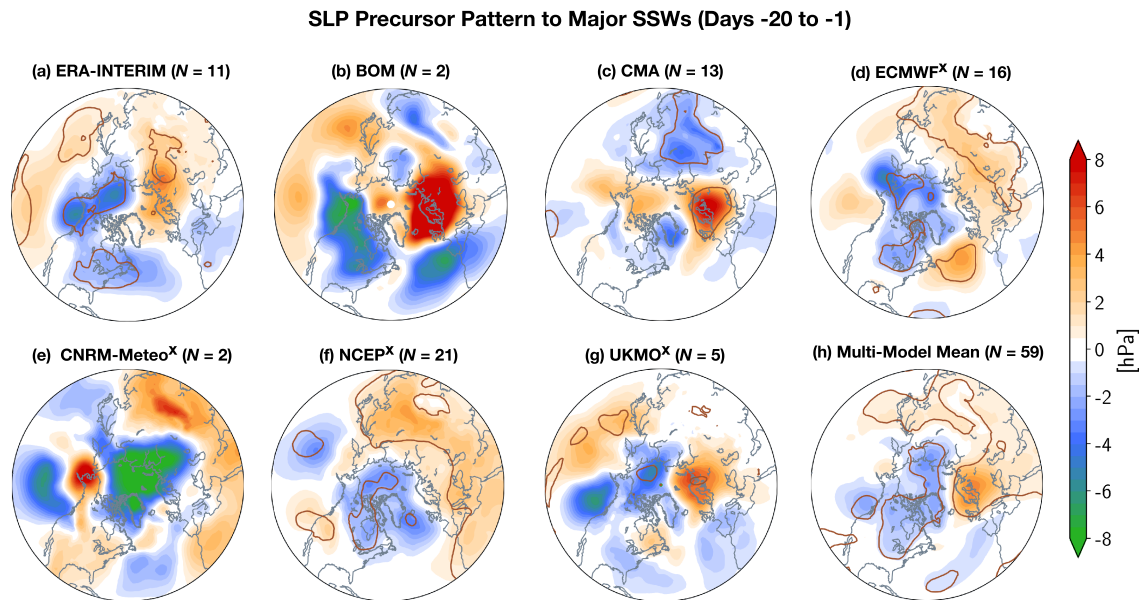 SLP Precursor Pattern to Major SSWs (Days -20 to -1)
(a) ERA-INTERIM (N = 11)
(b) BOM (N = 2)
(c) CMA (N = 13)
(d) ECMWFˣ (N = 16)
(e) CNRM-Meteoˣ (N = 2)
(f) NCEPˣ (N = 21)
(g) UKMOˣ (N = 5)
(h) Multi-Model Mean (N = 59)
8
6
4
2
0
-2
-4
-6
-8
[hPa]